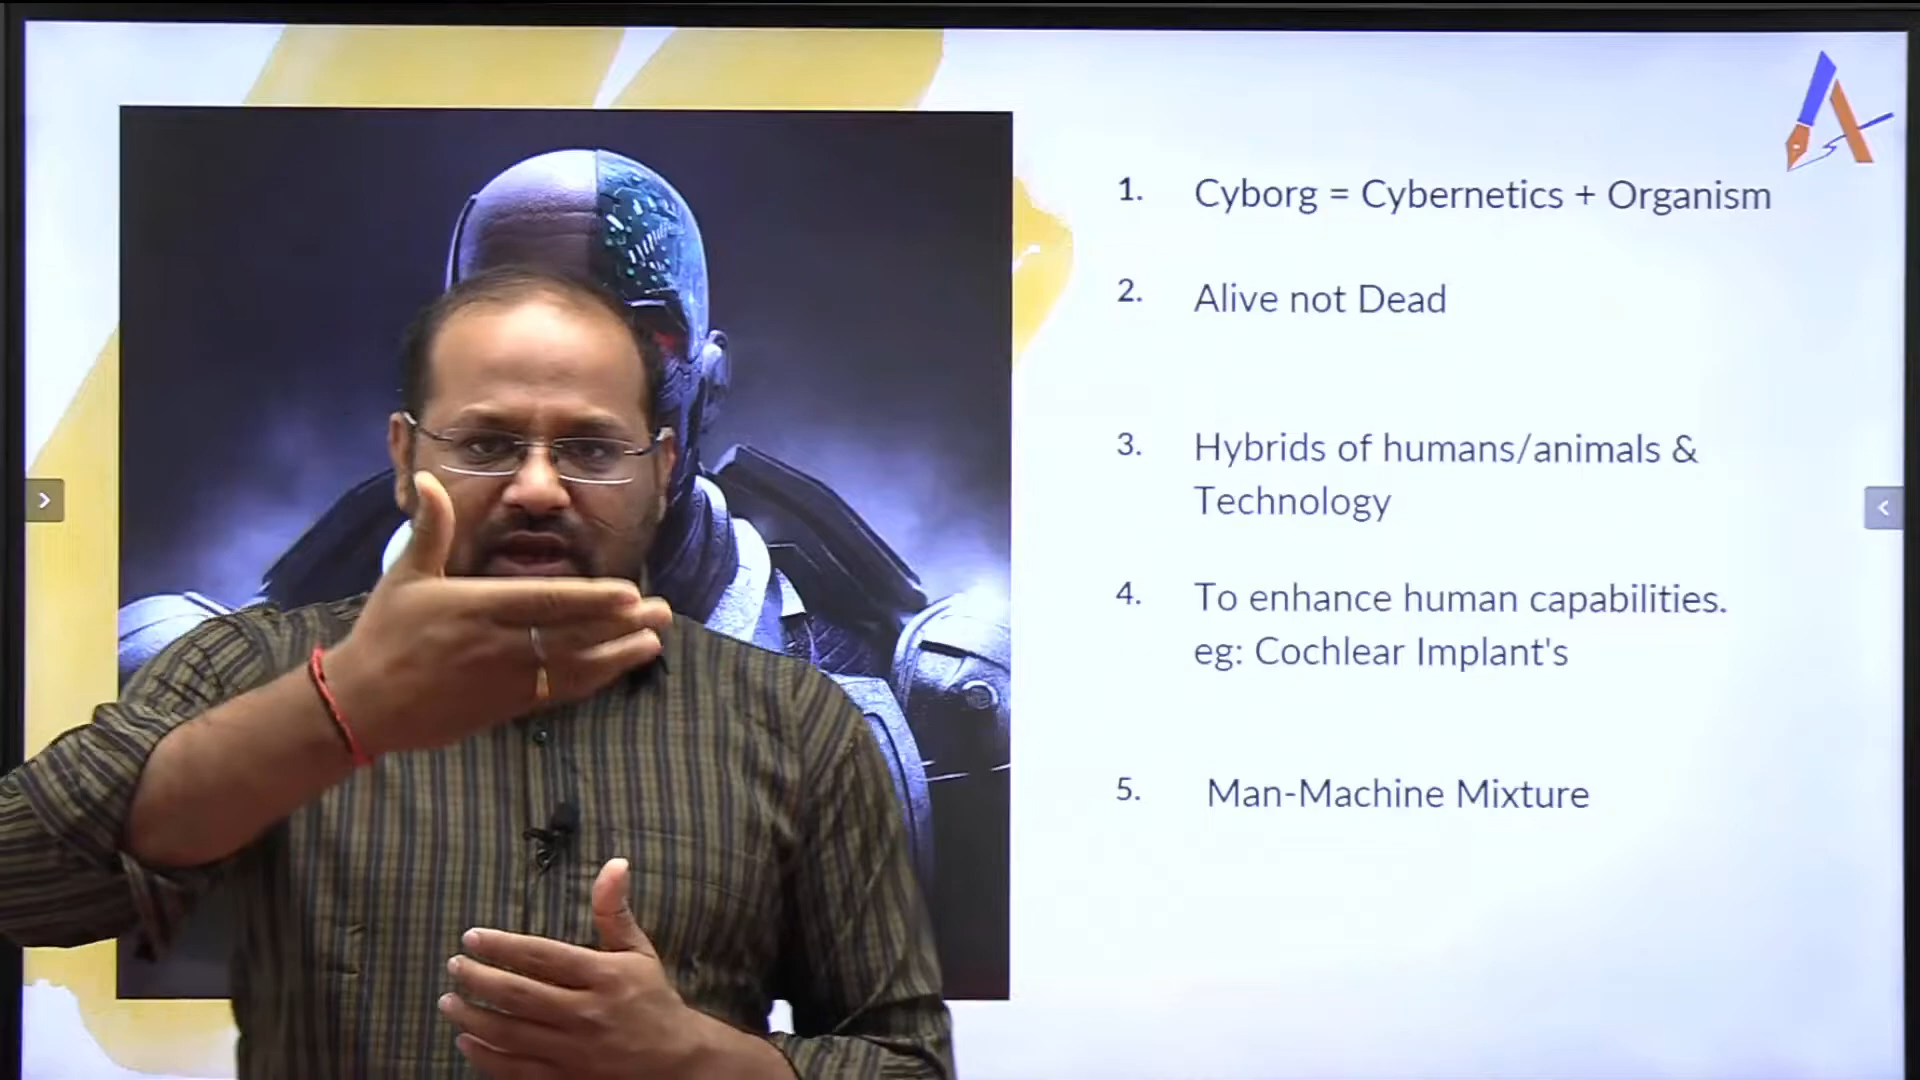 1. Cyborg = Cybernetics + Organism
2. Alive not Dead
3. Hybrids of humans/animals &
Technology
4. To enhance human capabilities.
eg: Cochlear Implant's
5. Man-Machine Mixture